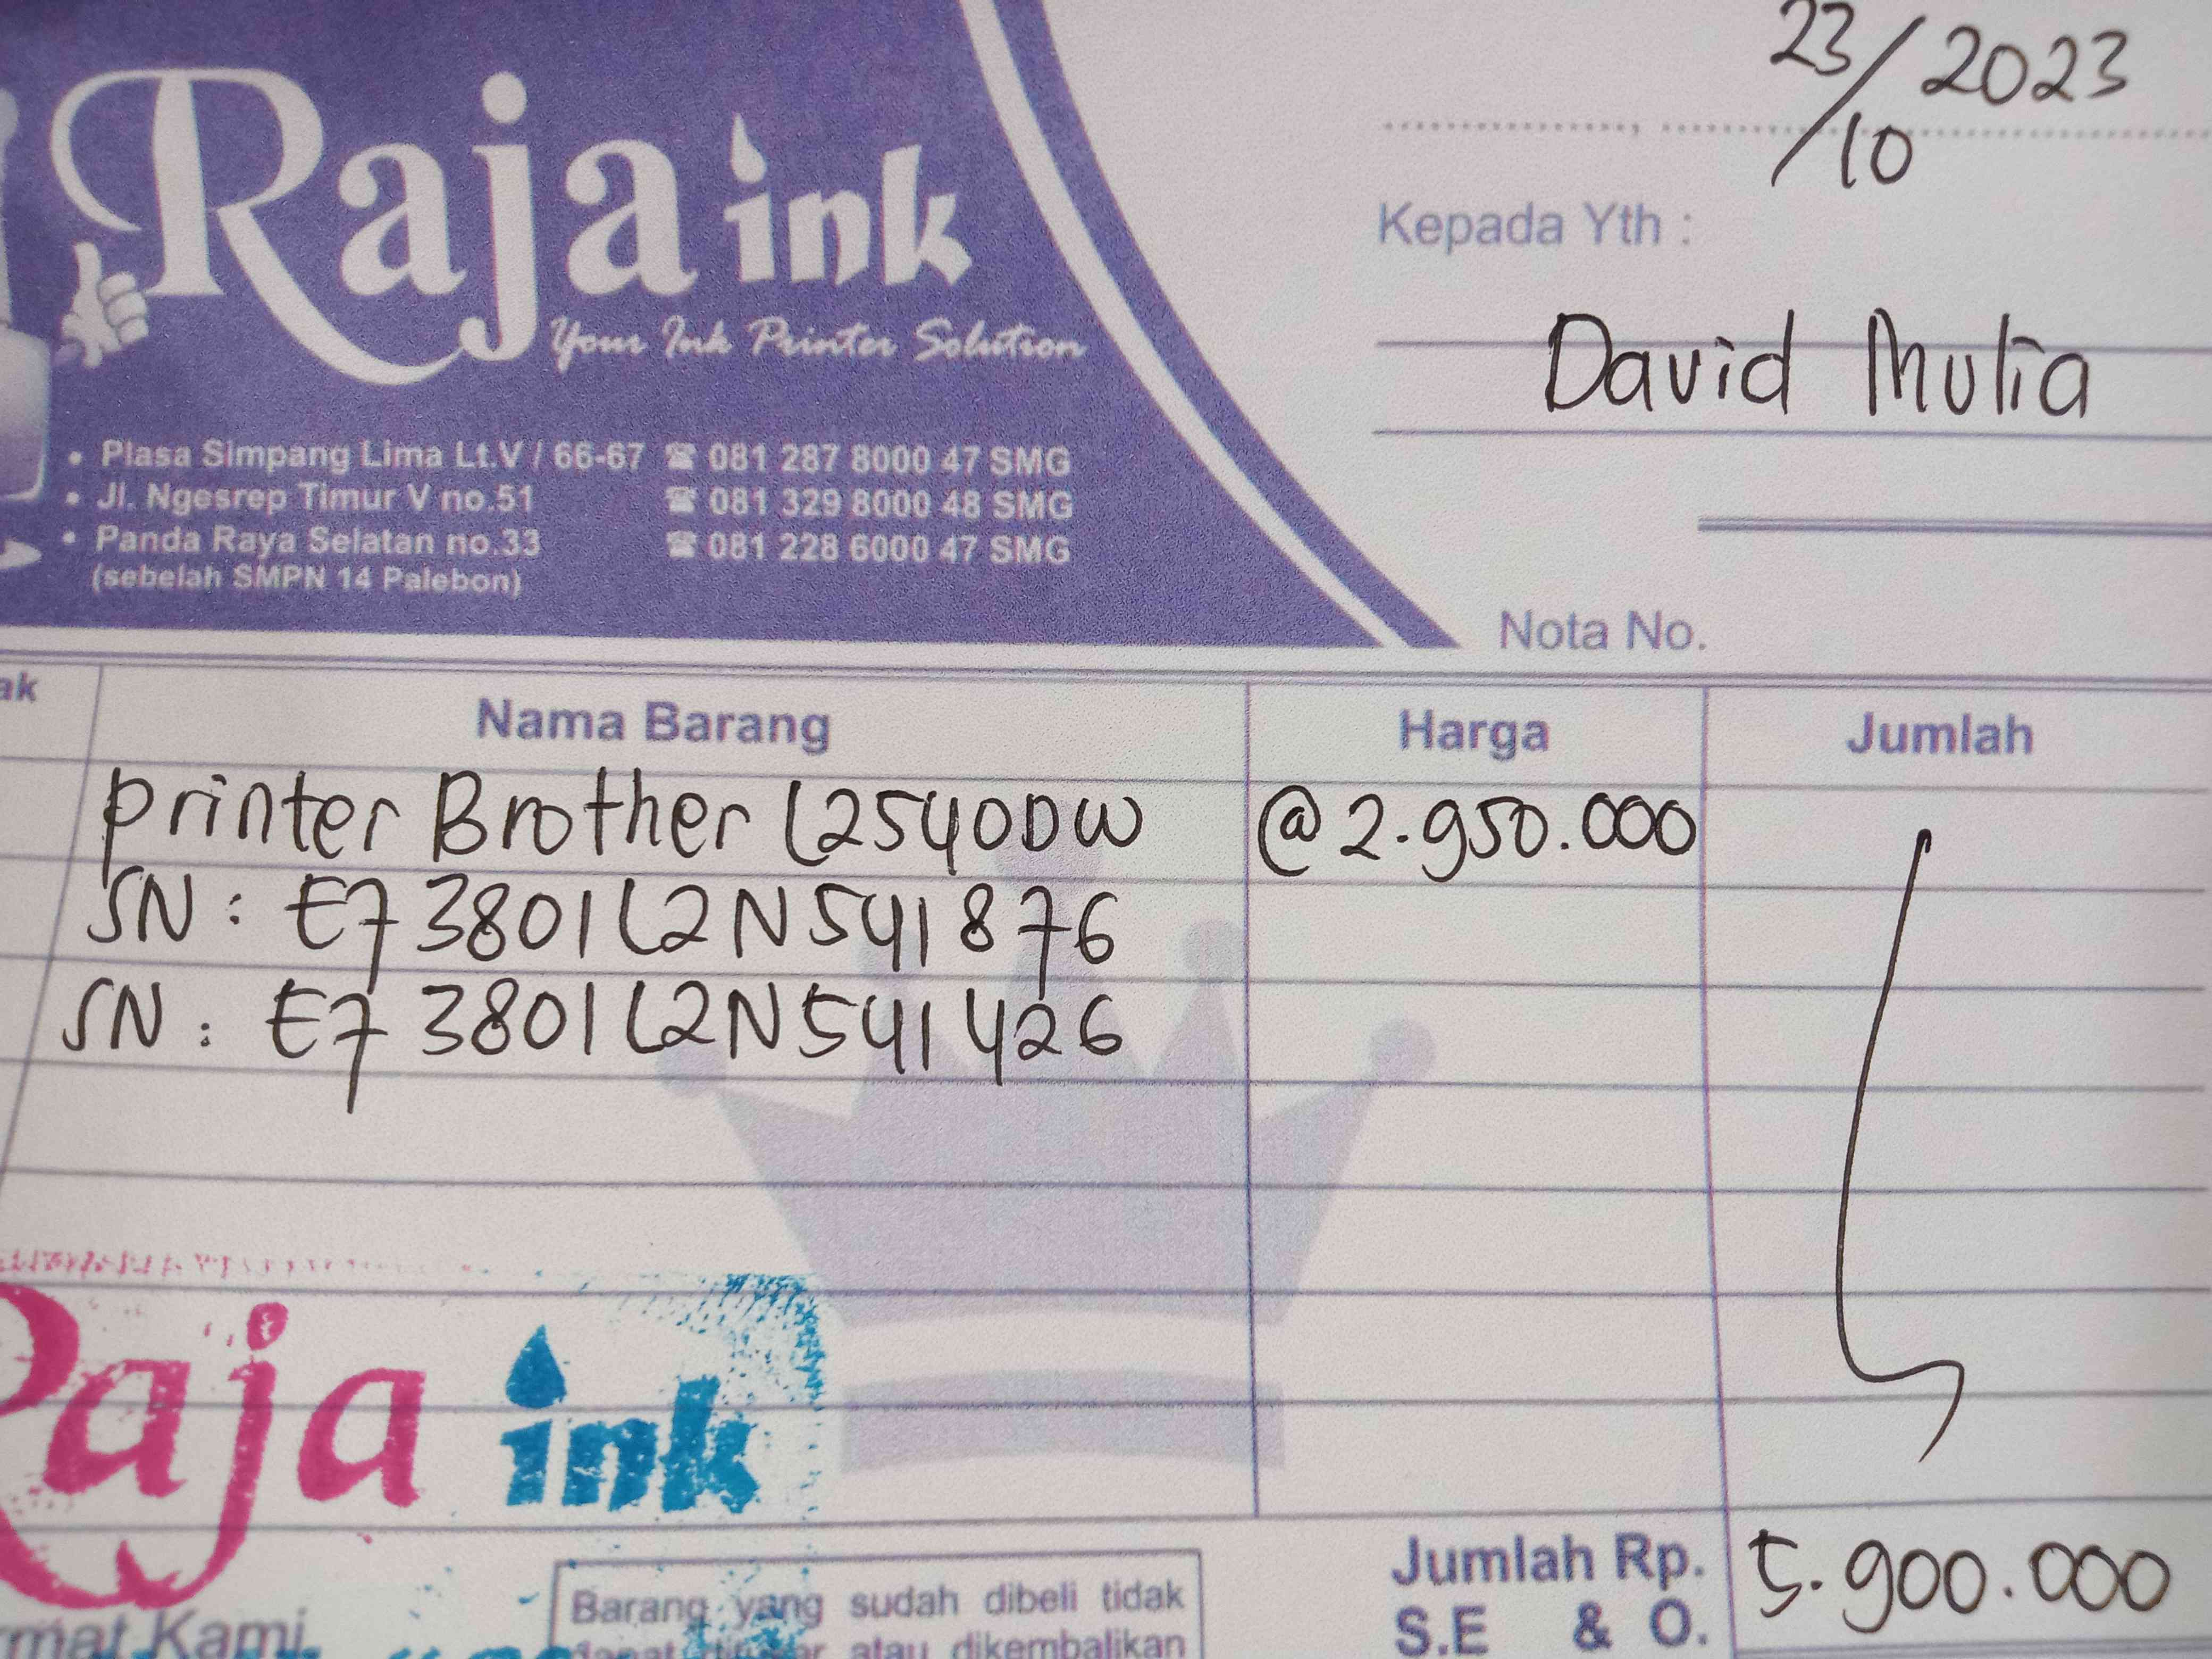 Raja ink
Your Ink Printer Solution
• Plasa Simpang Lima Lt.V / 66-67 ☎ 081 287 8000 47 SMG
• Jl. Ngesrep Timur V no.51 ☎ 081 329 8000 48 SMG
• Panda Raya Selatan no.33 ☎ 081 228 6000 47 SMG
(sebelah SMPN 14 Palebon)
23/10 2023
Kepada Yth :
David Mulia
Nota No.
ak Nama Barang Harga Jumlah
Printer Brother L2540DW @ 2.950.000
SN : E73801L2N541876
SN : E73801L2N541426
Raja ink
Jumlah Rp. 5.900.000
S.E & O.
rmat Kami
Barang yang sudah dibeli tidak
atau dikembalikan